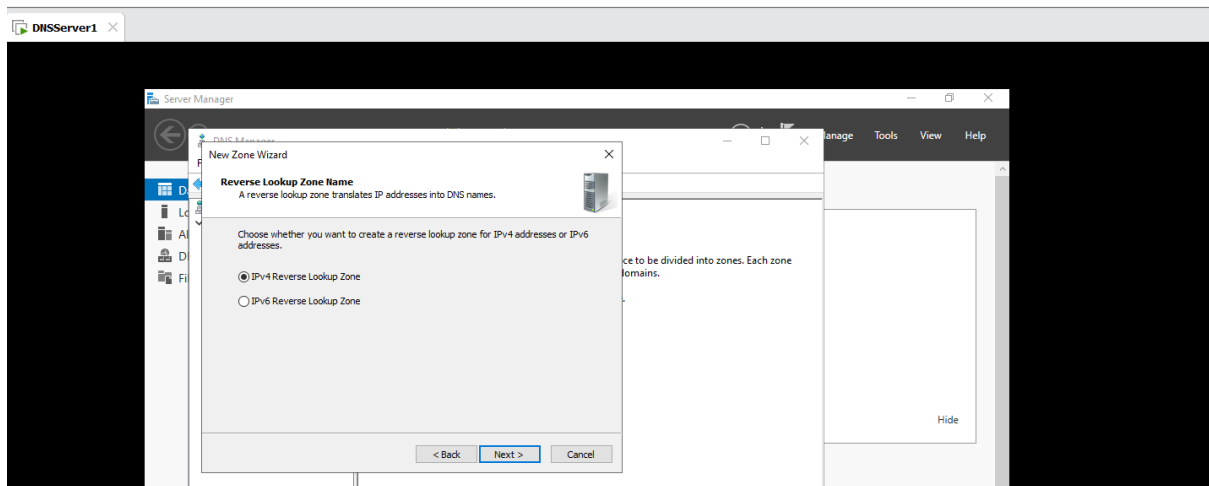 DNSServer1
Server Manager
Manage Tools View Help
DNS Manager
New Zone Wizard
Reverse Lookup Zone Name
A reverse lookup zone translates IP addresses into DNS names.
Choose whether you want to create a reverse lookup zone for IPv4 addresses or IPv6
addresses.
IPv4 Reverse Lookup Zone
IPv6 Reverse Lookup Zone
< Back Next > Cancel
ce to be divided into zones. Each zone
domains.
Hide